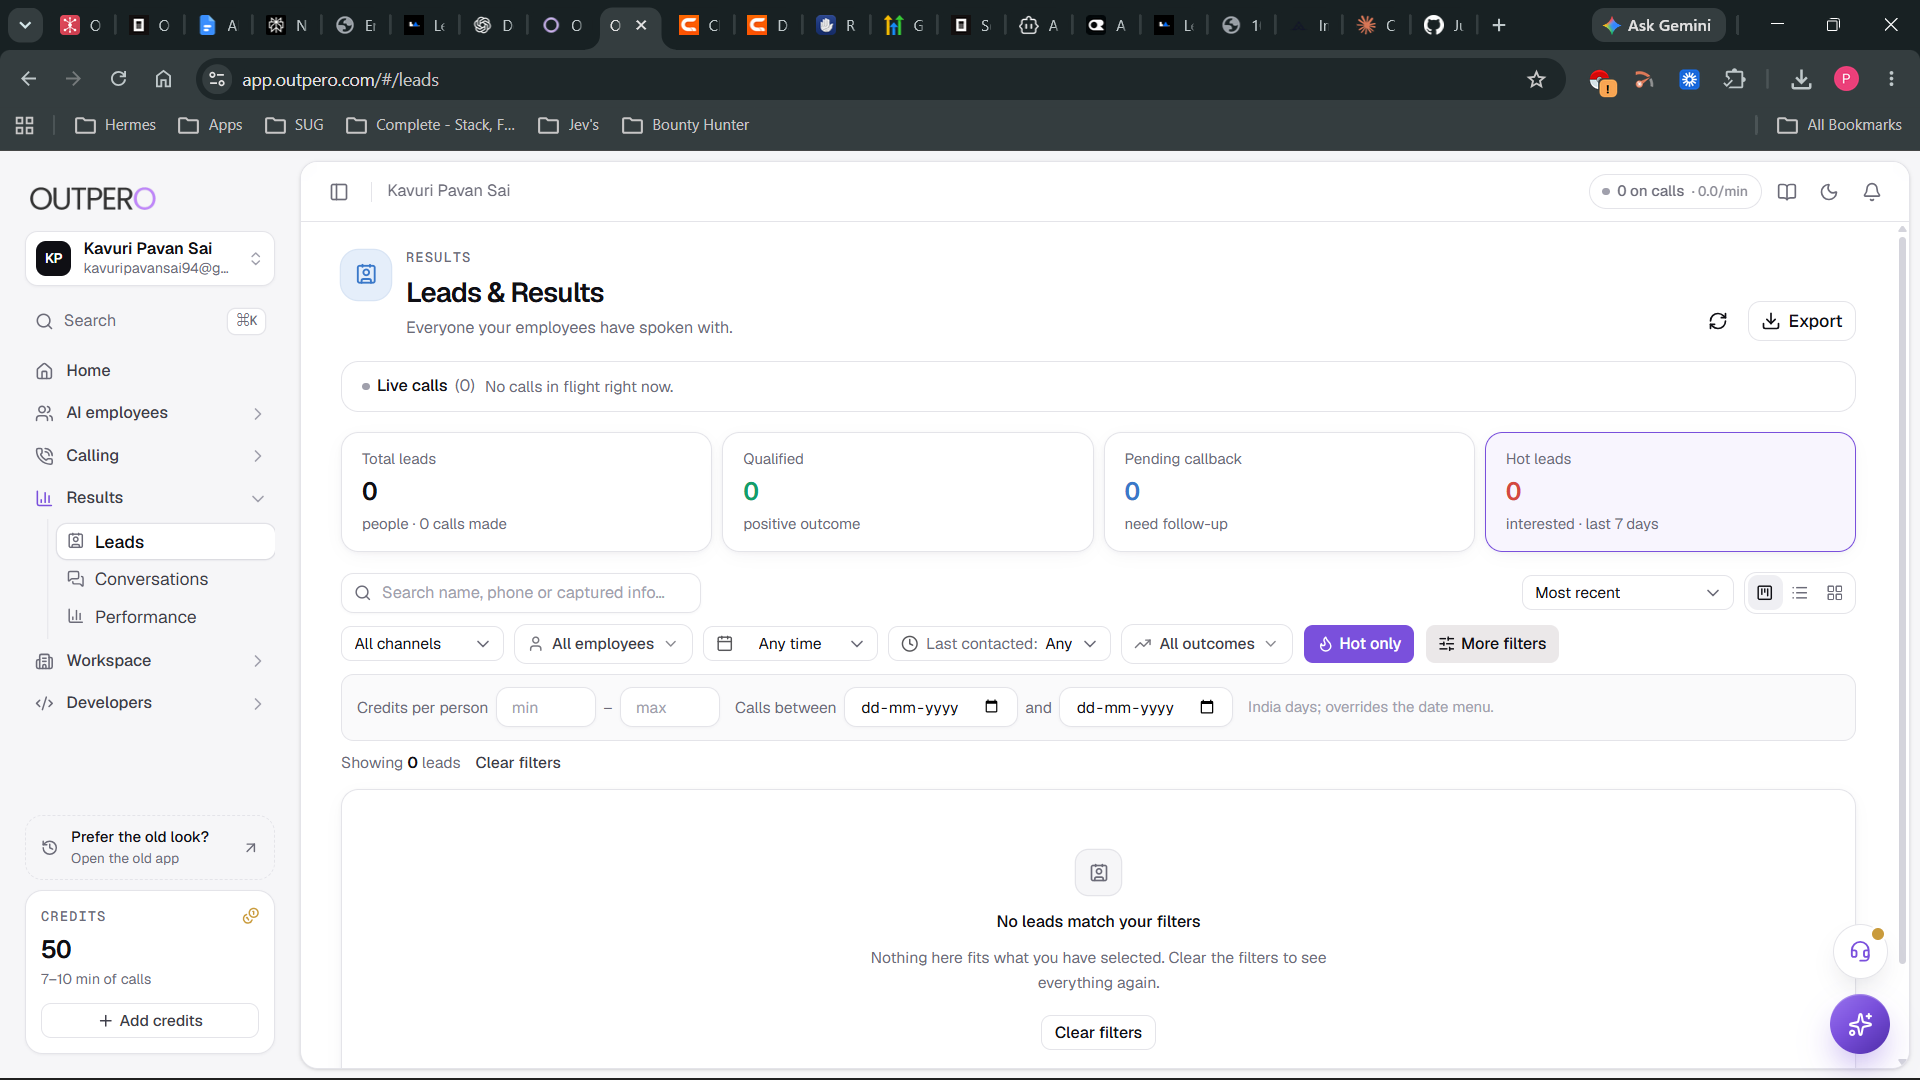 O
O
A
N
Er
Le
D
O
O
C
D
R
G
S
A
A
Le
1(
Ir
C
Ju
Ask Gemini
app.outpero.com/#/leads
P
Hermes
Apps
SUG
Complete - Stack, F...
Jev's
Bounty Hunter
All Bookmarks
OUTPERO
KP
Kavuri Pavan Sai
kavuripavansai94@g...
Search
⌘K
Home
AI employees
Calling
Results
Leads
Conversations
Performance
Workspace
Developers
Prefer the old look?
Open the old app
CREDITS
50
7–10 min of calls
+ Add credits
Kavuri Pavan Sai
0 on calls · 0.0/min
RESULTS
Leads & Results
Everyone your employees have spoken with.
Export
Live calls (0) No calls in flight right now.
Total leads
0
people · 0 calls made
Qualified
0
positive outcome
Pending callback
0
need follow-up
Hot leads
0
interested · last 7 days
Search name, phone or captured info...
Most recent
All channels
All employees
Any time
Last contacted: Any
All outcomes
Hot only
More filters
Credits per person min – max Calls between dd-mm-yyyy and dd-mm-yyyy India days; overrides the date menu.
Showing 0 leads Clear filters
No leads match your filters
Nothing here fits what you have selected. Clear the filters to see
everything again.
Clear filters